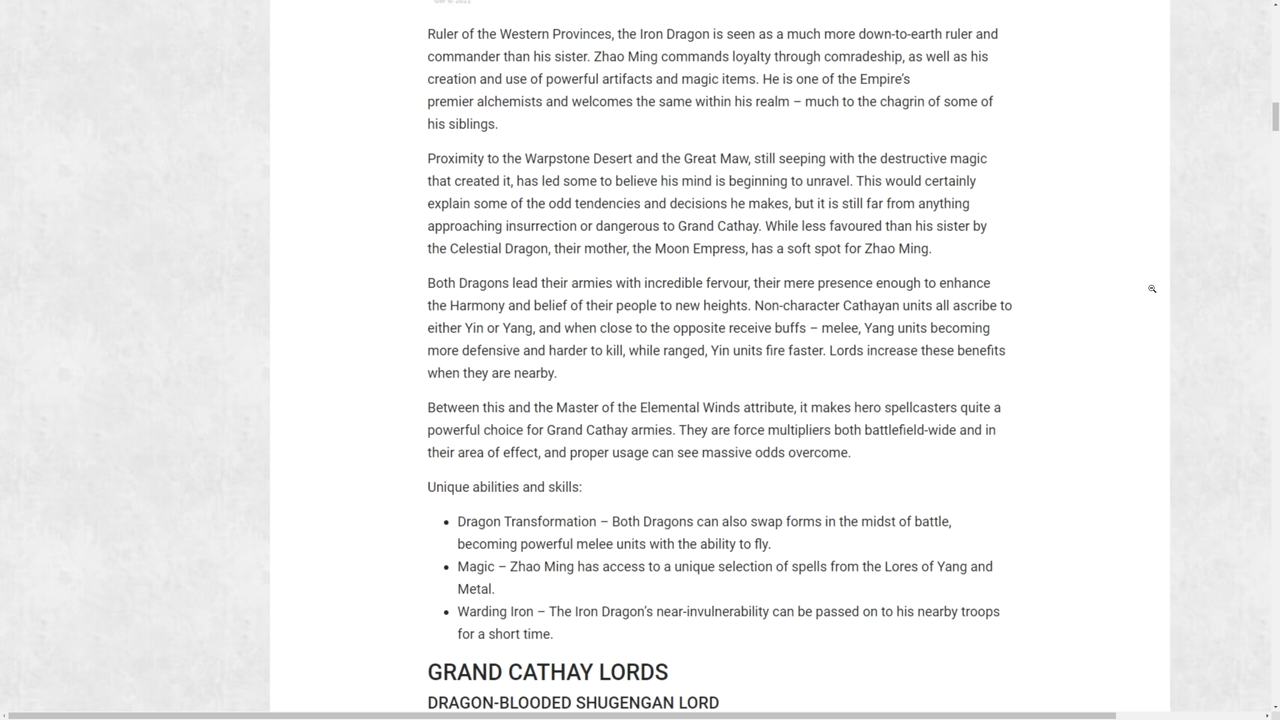 Ruler of the Western Provinces, the Iron Dragon is seen as a much more down-to-earth ruler and
commander than his sister. Zhao Ming commands loyalty through comradeship, as well as his
creation and use of powerful artifacts and magic items. He is one of the Empire's
premier alchemists and welcomes the same within his realm – much to the chagrin of some of
his siblings.
Proximity to the Warpstone Desert and the Great Maw, still seeping with the destructive magic
that created it, has led some to believe his mind is beginning to unravel. This would certainly
explain some of the odd tendencies and decisions he makes, but it is still far from anything
approaching insurrection or dangerous to Grand Cathay. While less favoured than his sister by
the Celestial Dragon, their mother, the Moon Empress, has a soft spot for Zhao Ming.
Both Dragons lead their armies with incredible fervour, their mere presence enough to enhance
the Harmony and belief of their people to new heights. Non-character Cathayan units all ascribe to
either Yin or Yang, and when close to the opposite receive buffs – melee, Yang units becoming
more defensive and harder to kill, while ranged, Yin units fire faster. Lords increase these benefits
when they are nearby.
Between this and the Master of the Elemental Winds attribute, it makes hero spellcasters quite a
powerful choice for Grand Cathay armies. They are force multipliers both battlefield-wide and in
their area of effect, and proper usage can see massive odds overcome.
Unique abilities and skills:
• Dragon Transformation – Both Dragons can also swap forms in the midst of battle,
becoming powerful melee units with the ability to fly.
• Magic – Zhao Ming has access to a unique selection of spells from the Lores of Yang and
Metal.
• Warding Iron – The Iron Dragon's near-invulnerability can be passed on to his nearby troops
for a short time.
GRAND CATHAY LORDS
DRAGON-BLOODED SHUGENGAN LORD